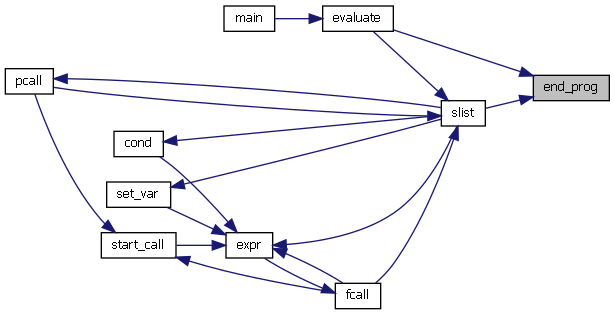 main
evaluate
pcall
end_prog
slist
cond
set_var
start_call
expr
fcall